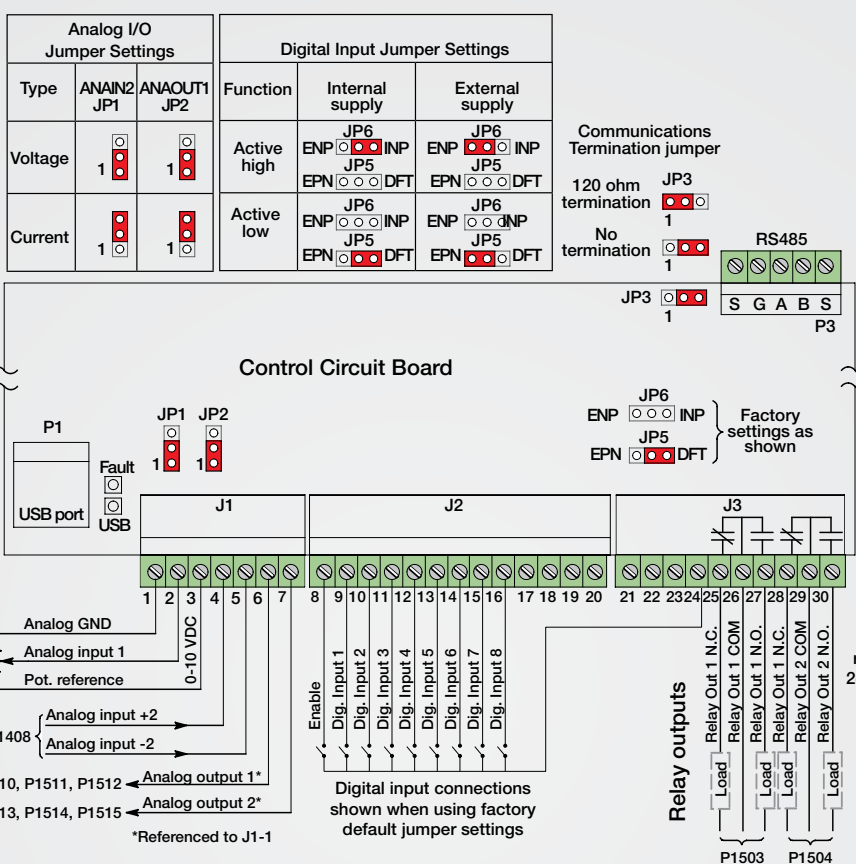 Analog I/O
Jumper Settings
Type
ANAIN2
JP1
ANAOUT1
JP2
Voltage
1
1
Current
1
1
Digital Input Jumper Settings
Function
Internal
supply
External
supply
Active
high
JP6
ENP INP
JP5
EPN DFT
JP6
ENP INP
JP5
EPN DFT
Active
low
JP6
ENP INP
JP5
EPN DFT
JP6
ENP INP
JP5
EPN DFT
Communications
Termination jumper
120 ohm
termination
JP3
1
No
termination
1
JP3
1
RS485
S G A B S
P3
Control Circuit Board
P1
USB port
Fault
USB
JP1
1
JP2
1
JP6
ENP INP
JP5
EPN DFT
Factory
settings as
shown
J1
J2
J3
1 2 3 4 5 6 7
8 9 10 11 12 13 14 15 16 17 18 19 20
21 22 23 24 25 26 27 28 29 30
Analog GND
Analog input 1
Pot. reference
0-10 VDC
Analog input +2
1408
Analog input -2
10, P1511, P1512
Analog output 1*
13, P1514, P1515
Analog output 2*
*Referenced to J1-1
Enable
Dig. Input 1
Dig. Input 2
Dig. Input 3
Dig. Input 4
Dig. Input 5
Dig. Input 6
Dig. Input 7
Dig. Input 8
Digital input connections
shown when using factory
default jumper settings
Relay outputs
Relay Out 1 N.C.
Relay Out 1 COM
Relay Out 1 N.O.
Relay Out 1 N.C.
Relay Out 2 COM
Relay Out 2 N.O.
Load
Load
Load
Load
P1503
P1504
2